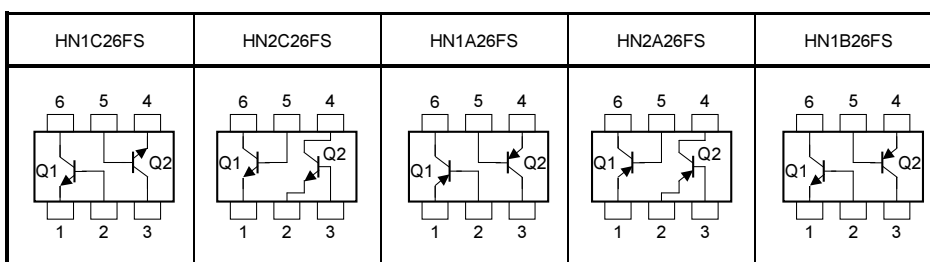 HN1C26FS HN2C26FS HN1A26FS HN2A26FS HN1B26FS
6 5 4 6 5 4 6 5 4 6 5 4 6 5 4
Q1 Q2 Q1 Q2 Q1 Q2 Q1 Q2 Q1 Q2
1 2 3 1 2 3 1 2 3 1 2 3 1 2 3